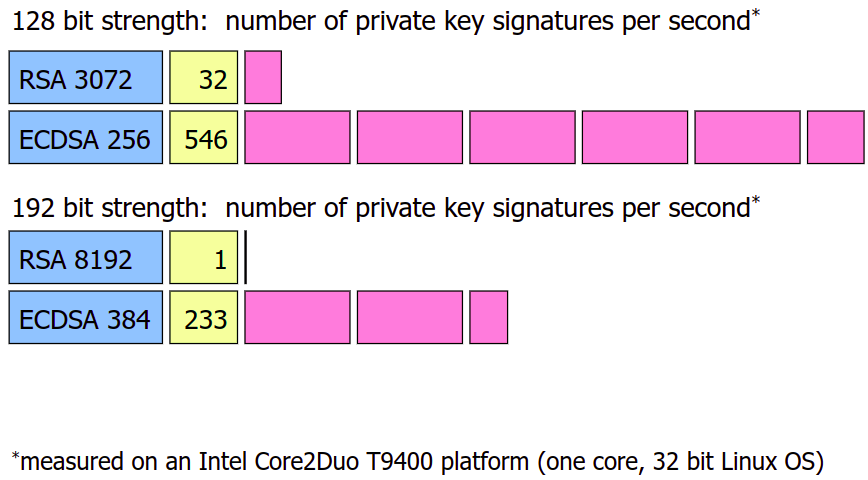 128 bit strength:  number of private key signatures per second*
RSA 3072 32
ECDSA 256 546
192 bit strength:  number of private key signatures per second*
RSA 8192 1
ECDSA 384 233
*measured on an Intel Core2Duo T9400 platform (one core, 32 bit Linux OS)